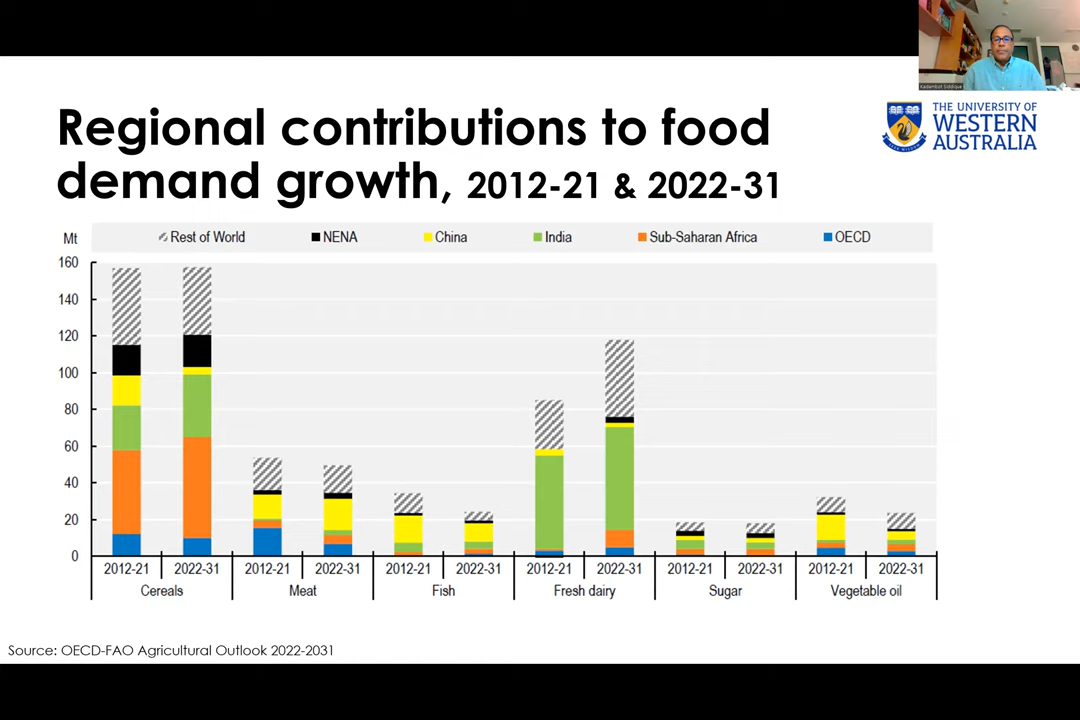 Kadambot Siddique
Regional contributions to food
demand growth, 2012-21 & 2022-31
THE UNIVERSITY OF
WESTERN
AUSTRALIA
Mt
Rest of World NENA China India Sub-Saharan Africa OECD
160
140
120
100
80
60
40
20
0
2012-21 2022-31 2012-21 2022-31 2012-21 2022-31 2012-21 2022-31 2012-21 2022-31 2012-21 2022-31
Cereals Meat Fish Fresh dairy Sugar Vegetable oil
Source: OECD-FAO Agricultural Outlook 2022-2031